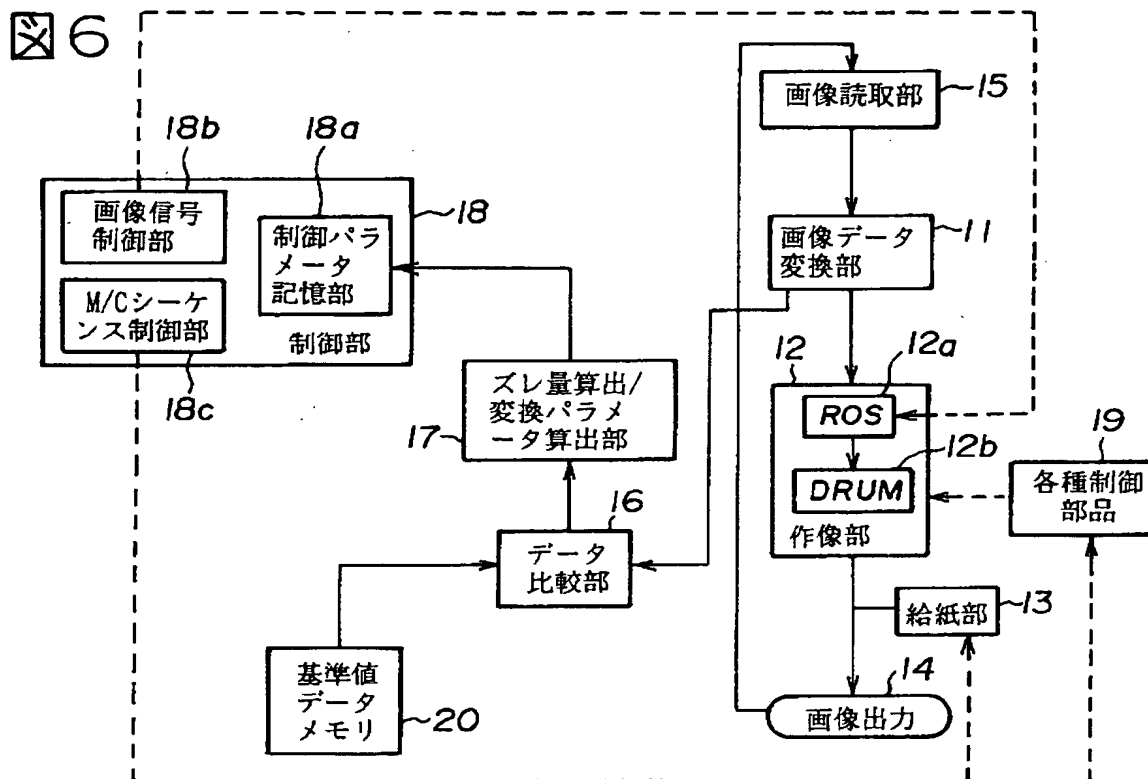 図6
画像読取部
15
18b
18a
画像信号
制御部
18
制御パラ
メータ
記憶部
画像データ
変換部
11
M/Cシーケ
ンス制御部
制御部
18c
12
12a
ROS
ズレ量算出/
変換パラメ
ータ算出部
17
12b
DRUM
作像部
19
各種制御
部品
16
データ
比較部
給紙部
13
基準値
データ
メモリ
20
14
画像出力